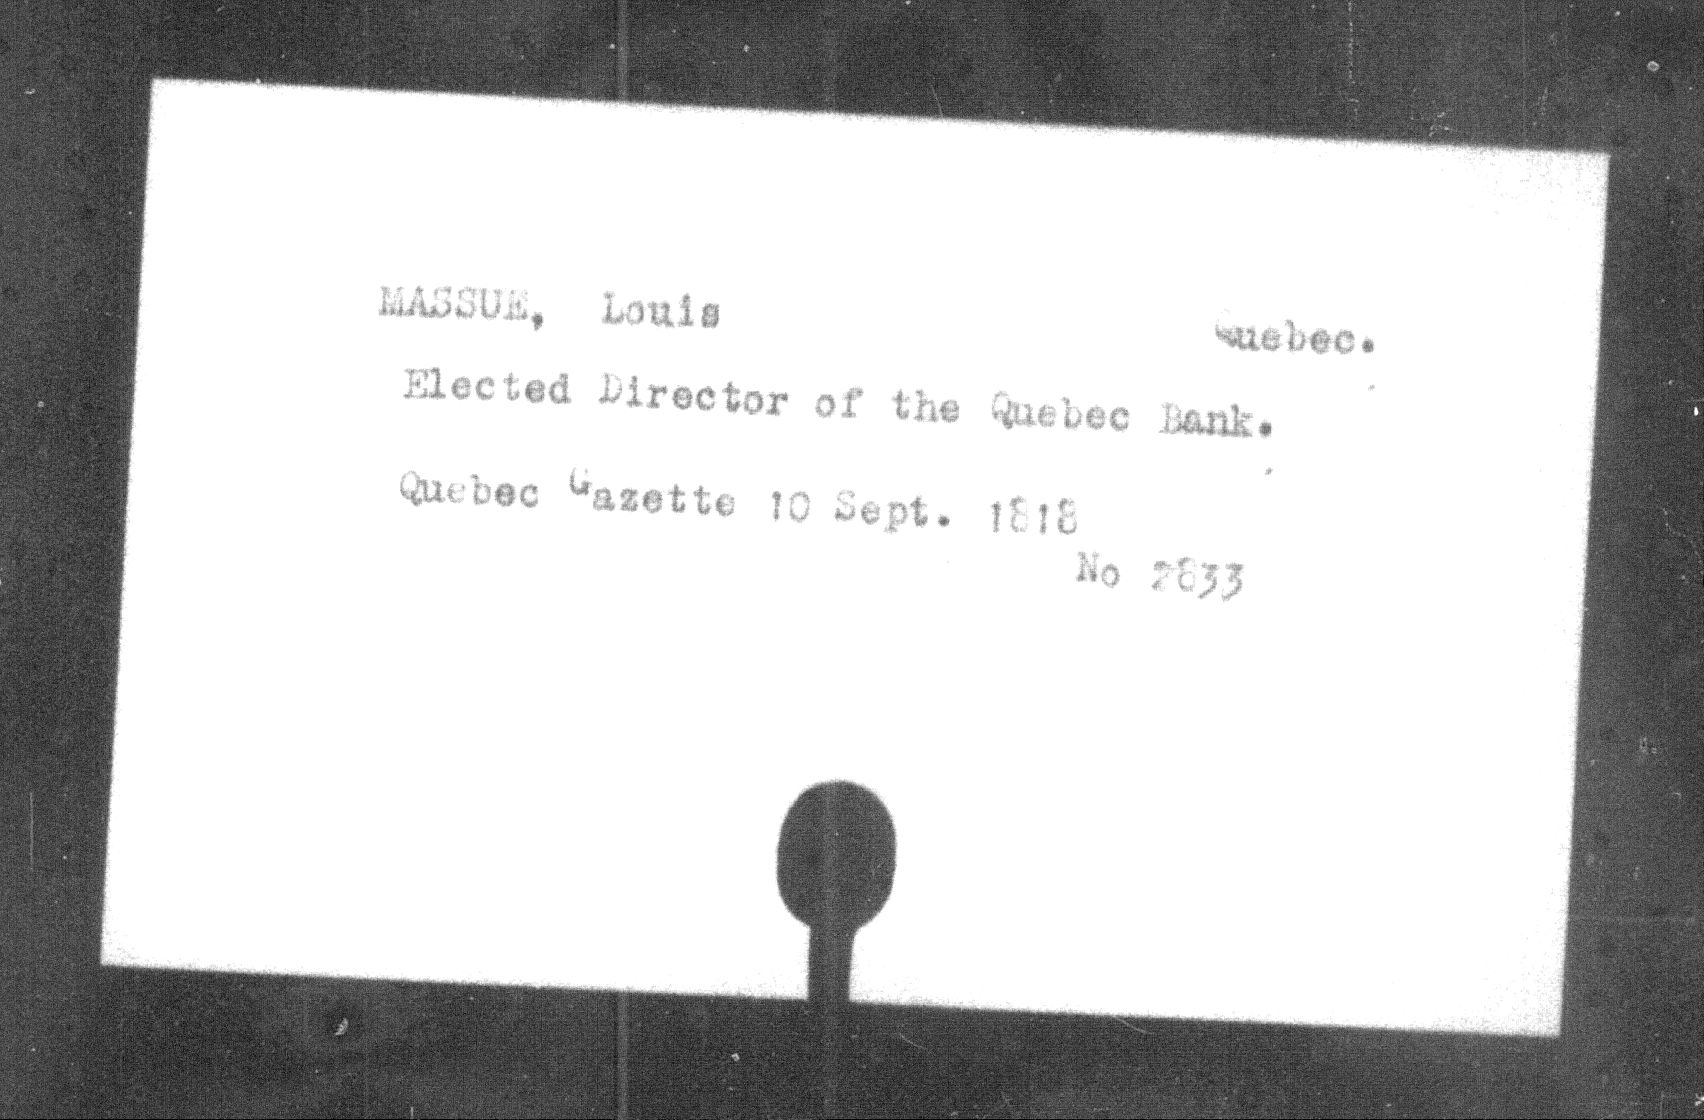 MASSUE, Louis Quebec.
Elected Director of the Quebec Bank.
Quebec Gazette 10 Sept. 1818
No 2833